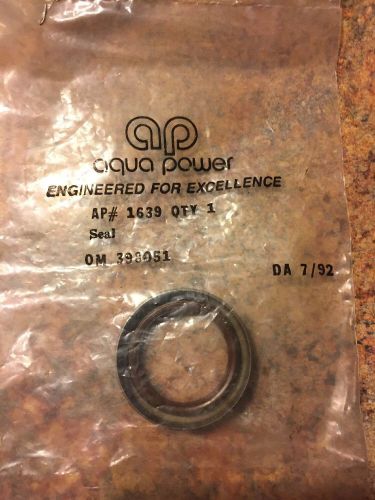 ap
aqua power
ENGINEERED FOR EXCELLENCE
AP# 1639 QTY 1
Seal
OM 398051
DA 7/92